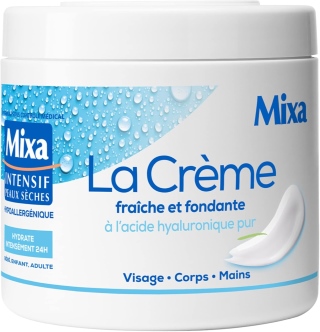 Mixa
Mixa
INTENSIF
PEAUX SÈCHES
HYPOALLERGÉNIQUE
HYDRATE
INTENSÉMENT 24H
ENFANT, ADULTE
La Crème
fraîche et fondante
à l'acide hyaluronique pur
Visage • Corps • Mains